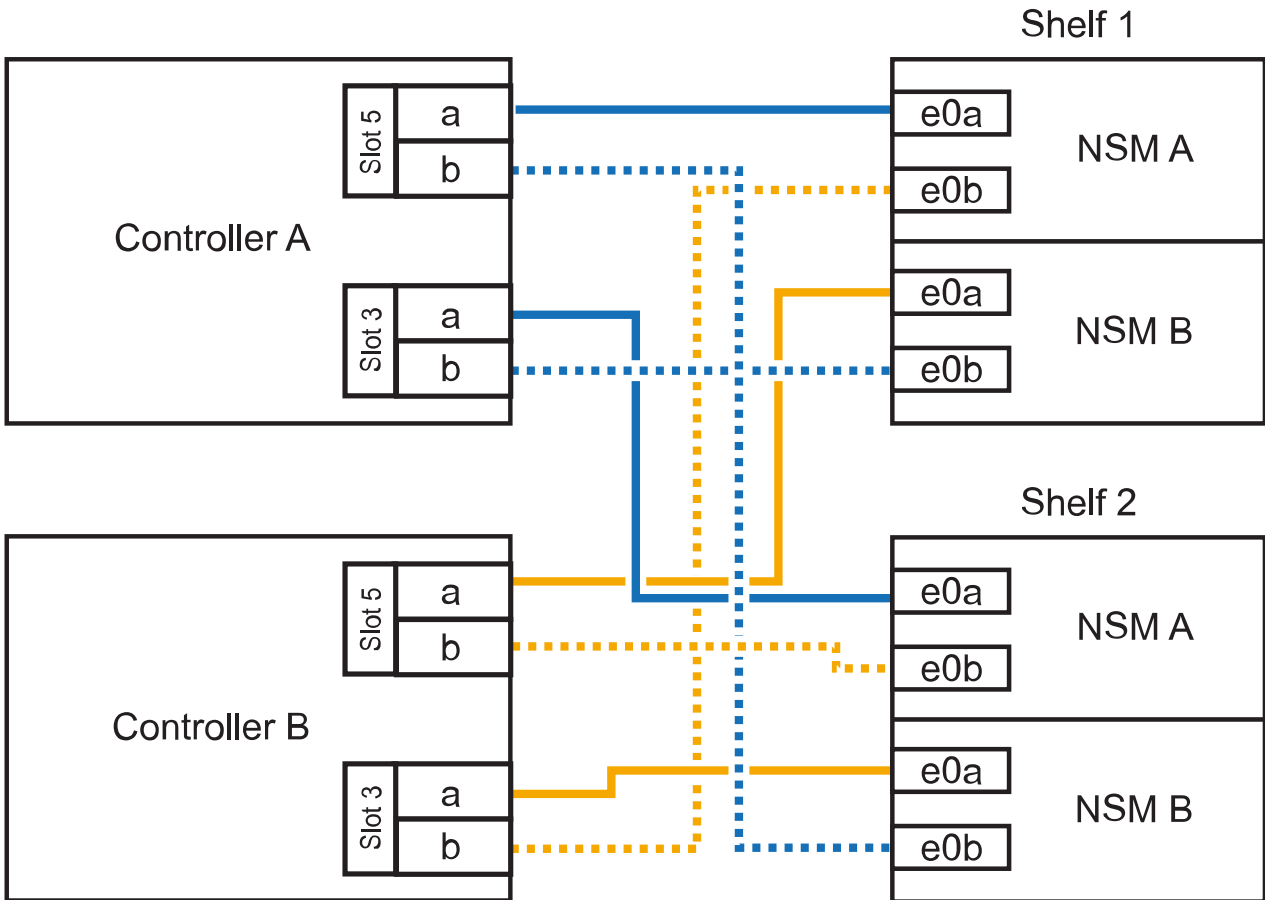 Shelf 1
Controller A
Slot 5
a
b
Slot 3
a
b
e0a
e0b
NSM A
e0a
e0b
NSM B
Shelf 2
Controller B
Slot 5
a
b
Slot 3
a
b
e0a
e0b
NSM A
e0a
e0b
NSM B